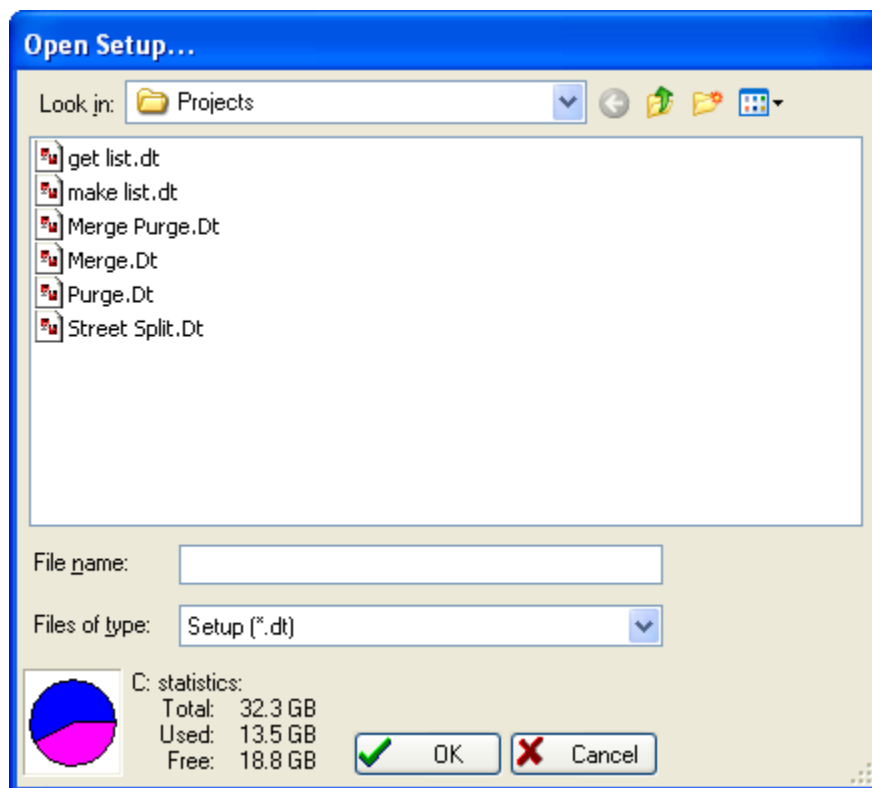 Open Setup...
Look in: Projects
get list.dt
make list.dt
Merge Purge.Dt
Merge.Dt
Purge.Dt
Street Split.Dt
File name:
Files of type: Setup (*.dt)
C: statistics:
Total: 32.3 GB
Used: 13.5 GB
Free: 18.8 GB
OK Cancel